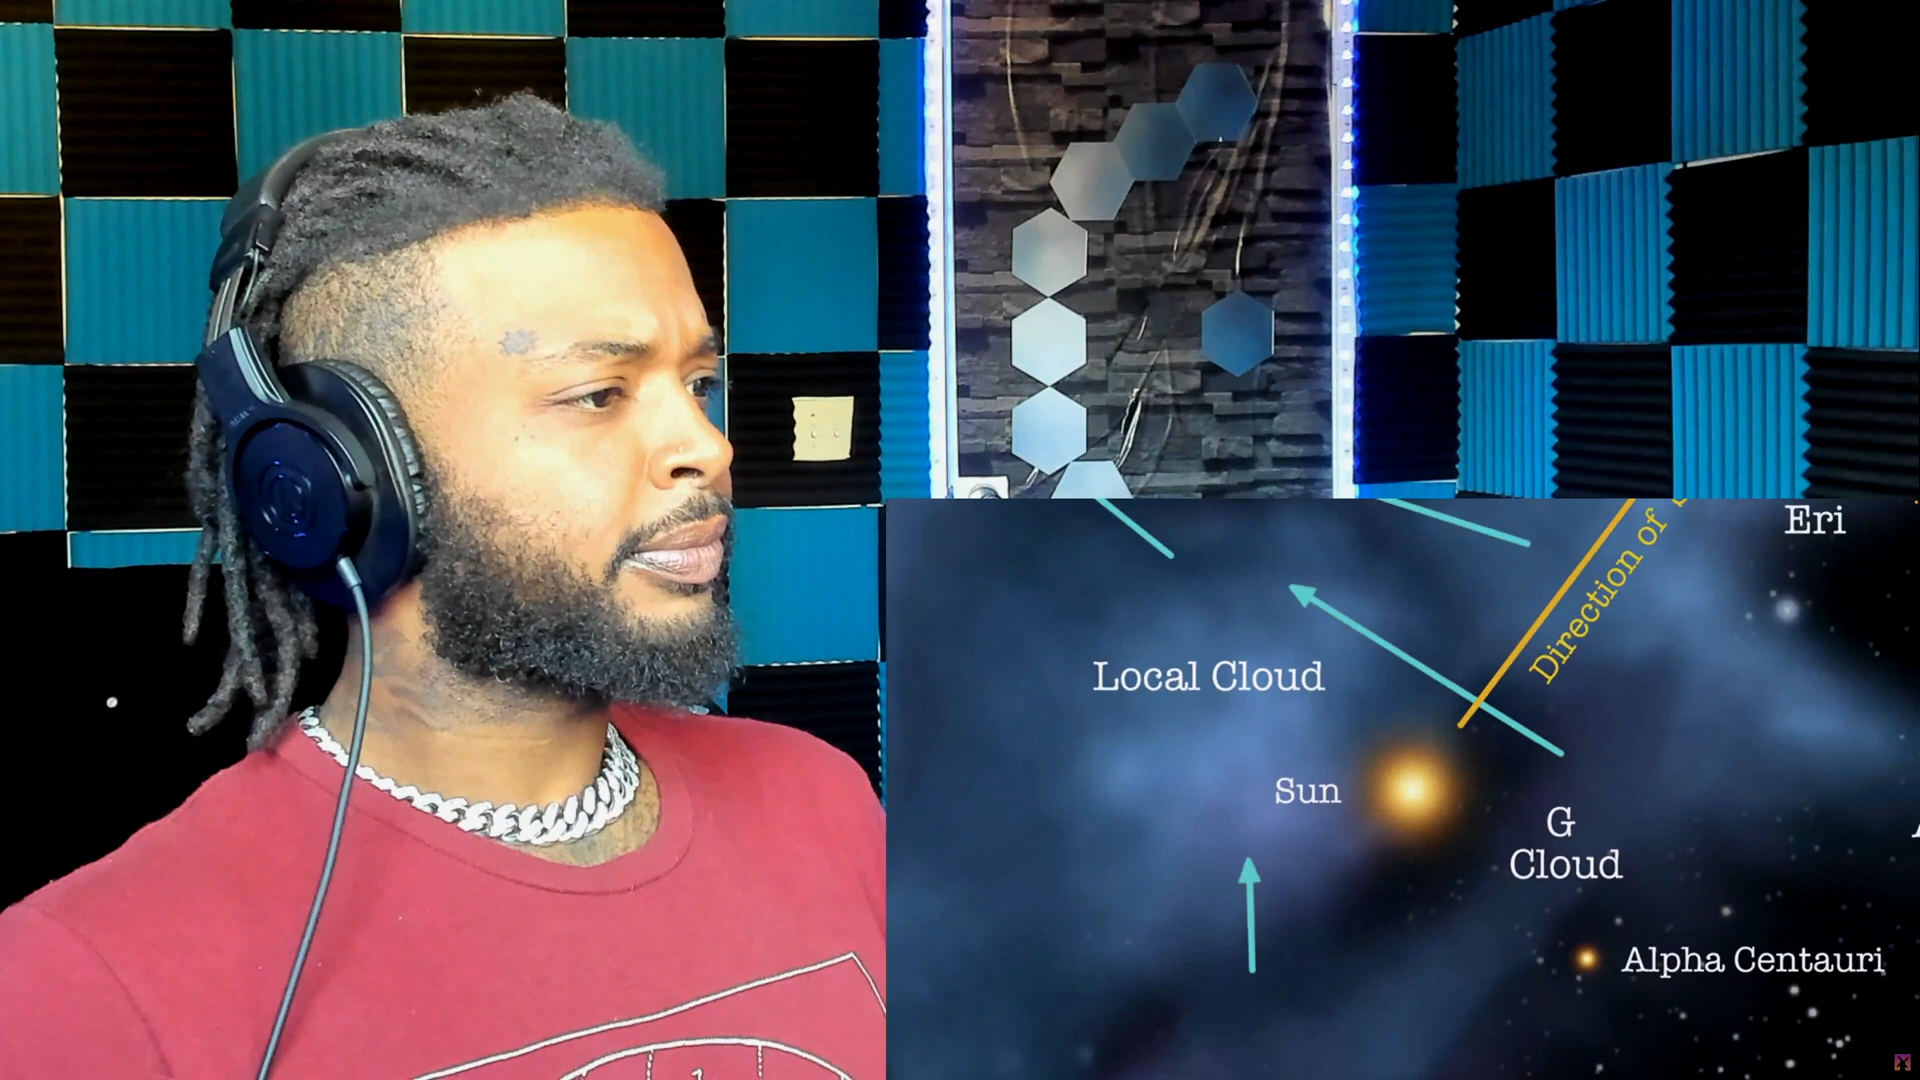 Eri
Direction of
Local Cloud
Sun
G
Cloud
Alpha Centauri